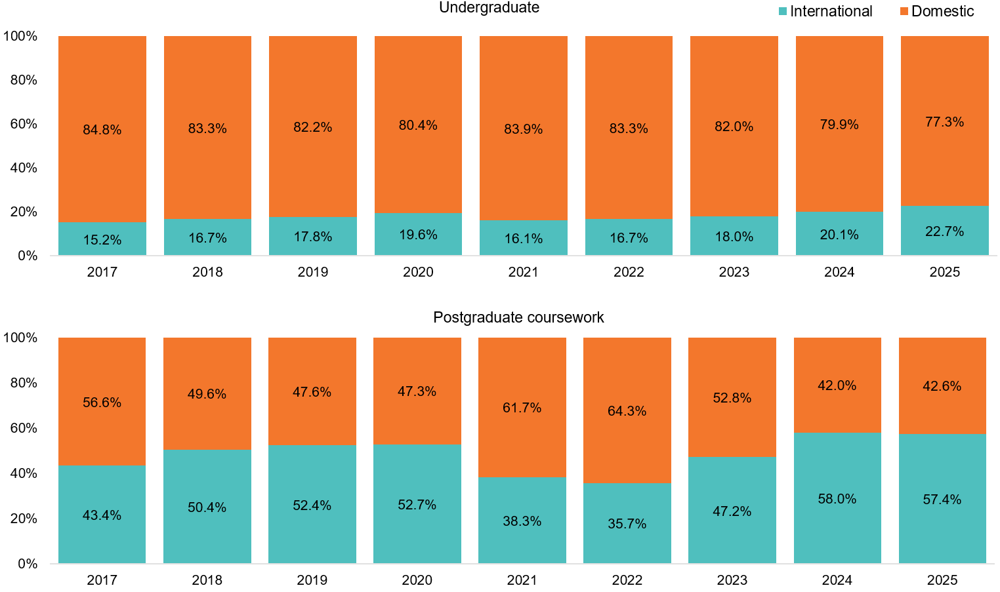 Undergraduate
International Domestic
100%
80%
60%
40%
20%
0%
84.8% 83.3% 82.2% 80.4% 83.9% 83.3% 82.0% 79.9% 77.3%
15.2% 16.7% 17.8% 19.6% 16.1% 16.7% 18.0% 20.1% 22.7%
2017 2018 2019 2020 2021 2022 2023 2024 2025
Postgraduate coursework
100%
80%
60%
40%
20%
0%
56.6% 49.6% 47.6% 47.3% 61.7% 64.3% 52.8% 42.0% 42.6%
43.4% 50.4% 52.4% 52.7% 38.3% 35.7% 47.2% 58.0% 57.4%
2017 2018 2019 2020 2021 2022 2023 2024 2025